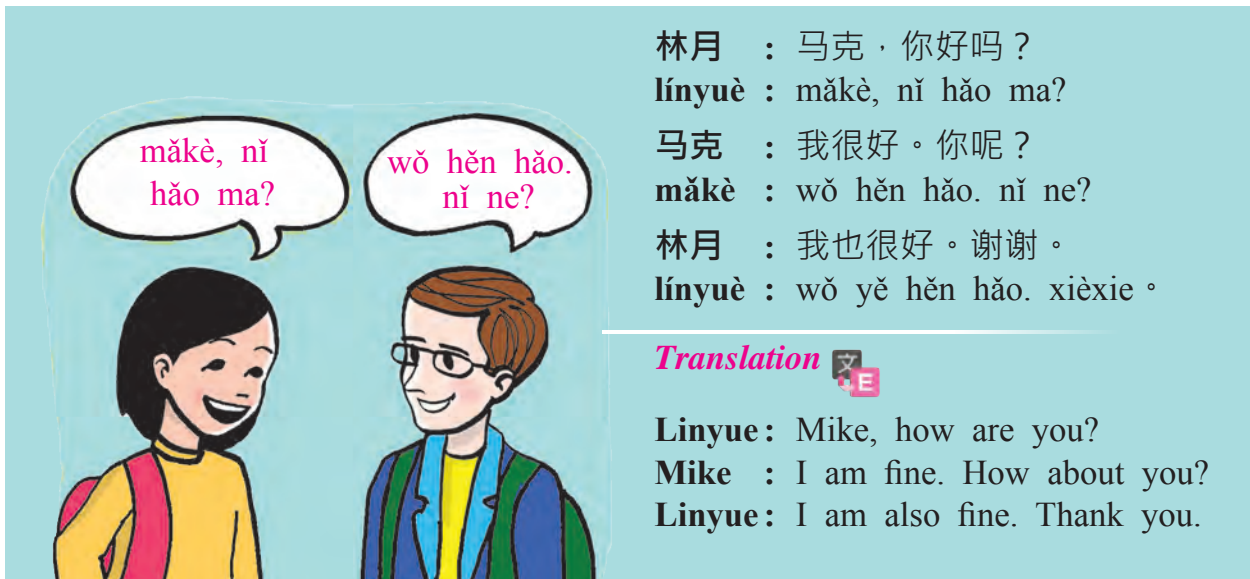 mǎkè, nǐ
hǎo ma?
wǒ hěn hǎo.
nǐ ne?
林月 : 马克，你好吗？
línyuè : mǎkè, nǐ hǎo ma?
马克 : 我很好。你呢？
mǎkè : wǒ hěn hǎo. nǐ ne?
林月 : 我也很好。谢谢。
línyuè : wǒ yě hěn hǎo. xièxie。
Translation
文
E
Linyue : Mike, how are you?
Mike : I am fine. How about you?
Linyue : I am also fine. Thank you.